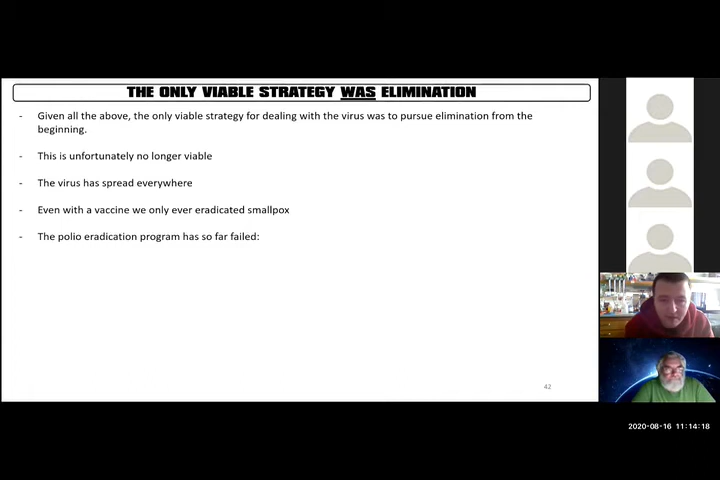 THE ONLY VIABLE STRATEGY WAS ELIMINATION
- Given all the above, the only viable strategy for dealing with the virus was to pursue elimination from the
beginning.
- This is unfortunately no longer viable
- The virus has spread everywhere
- Even with a vaccine we only ever eradicated smallpox
- The polio eradication program has so far failed:
42
2020-08-16 11:14:18